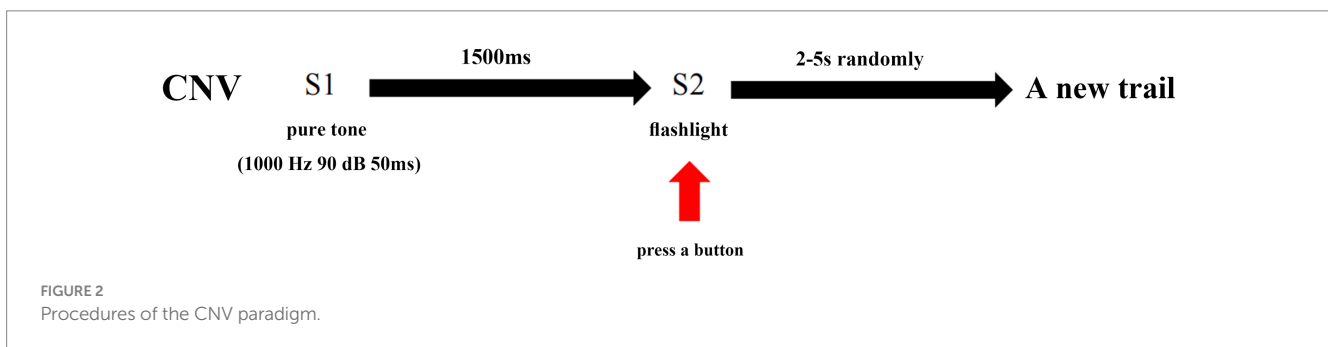 1500ms
2-5s randomly
CNV S1 S2 A new trail
pure tone
flashlight
(1000 Hz 90 dB 50ms)
press a button
FIGURE 2
Procedures of the CNV paradigm.